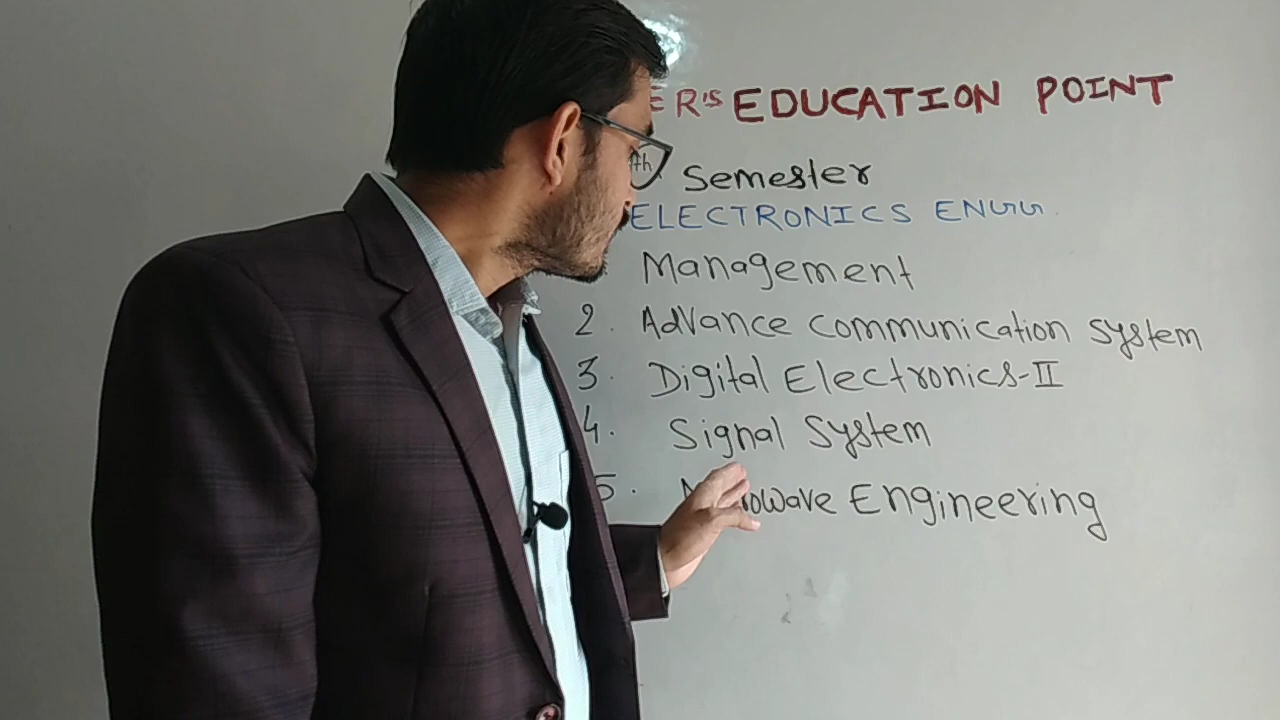 ER'S EDUCATION POINT
th Semester
ELECTRONICS ENGG.
Management
2. Advance Communication System
3. Digital Electronics-II
4. Signal System
5. Engineering